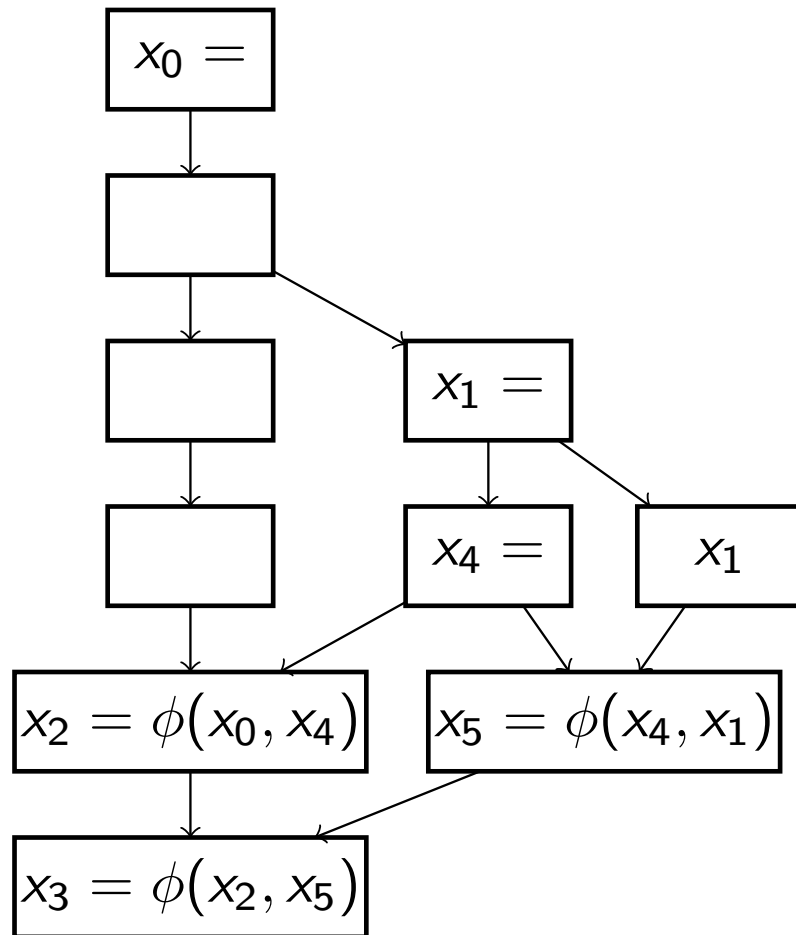 x₀ =
x₁ =
x₄ =
x₁
x₂ = ϕ(x₀, x₄)
x₅ = ϕ(x₄, x₁)
x₃ = ϕ(x₂, x₅)